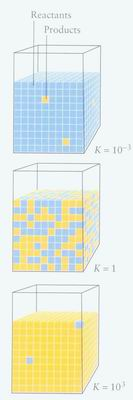 Reactants
Products
K = 10⁻³
K = 1
K = 10³